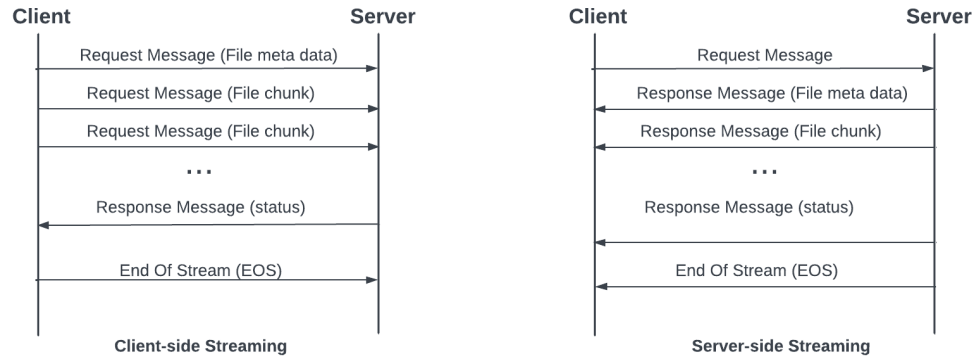 Client
Server
Request Message (File meta data)
Request Message (File chunk)
Request Message (File chunk)
...
Response Message (status)
End Of Stream (EOS)
Client-side Streaming
Client
Server
Request Message
Response Message (File meta data)
Response Message (File chunk)
...
Response Message (status)
End Of Stream (EOS)
Server-side Streaming